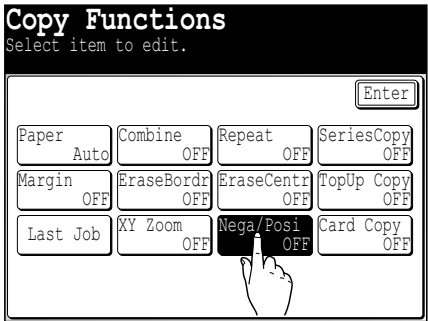 Copy Functions
Select item to edit.
Enter
Paper Combine Repeat SeriesCopy
Auto OFF OFF OFF
Margin EraseBordr EraseCentr TopUp Copy
OFF OFF OFF OFF
Last Job XY Zoom Nega/Posi Card Copy
OFF OFF OFF